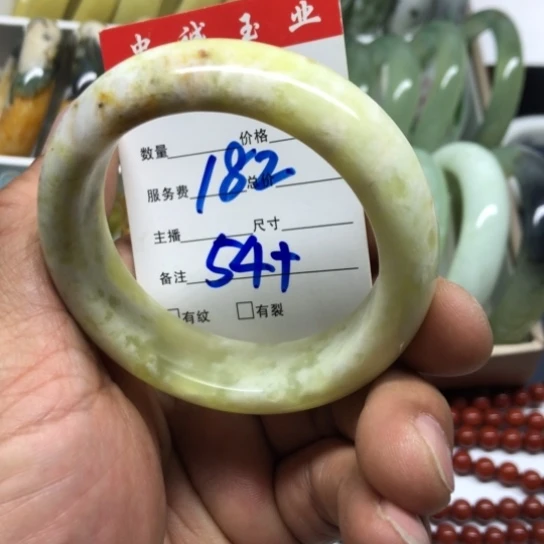 忠诚玉业
数量 价格
服务费 182 总价
主播 尺寸
备注 54+
有纹 有裂